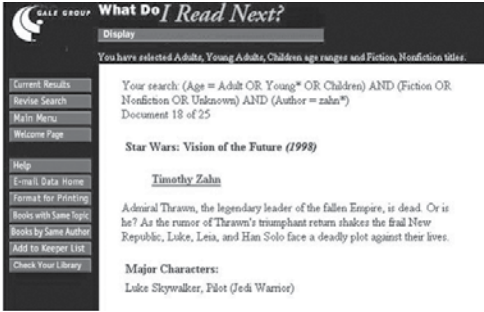 GALE GROUP
What Do I Read Next?
Display
You have selected Adults, Young Adults, Children age ranges and Fiction, Nonfiction titles.
Current Results
Revise Search
Main Menu
Welcome Page
Help
E-mail Data Home
Format for Printing
Books with Same Topic
Books by Same Author
Add to Keeper List
Check Your Library
Your search: (Age = Adult OR Young* OR Children) AND (Fiction OR
Nonfiction OR Unknown) AND (Author = zahn*)
Document 18 of 25
Star Wars: Vision of the Future (1998)
Timothy Zahn
Admiral Thrawn, the legendary leader of the fallen Empire, is dead. Or is
he? As the rumor of Thrawn's triumphant return shakes the frail New
Republic, Luke, Leia, and Han Solo face a deadly plot against their lives.
Major Characters:
Luke Skywalker, Pilot (Jedi Warrior)